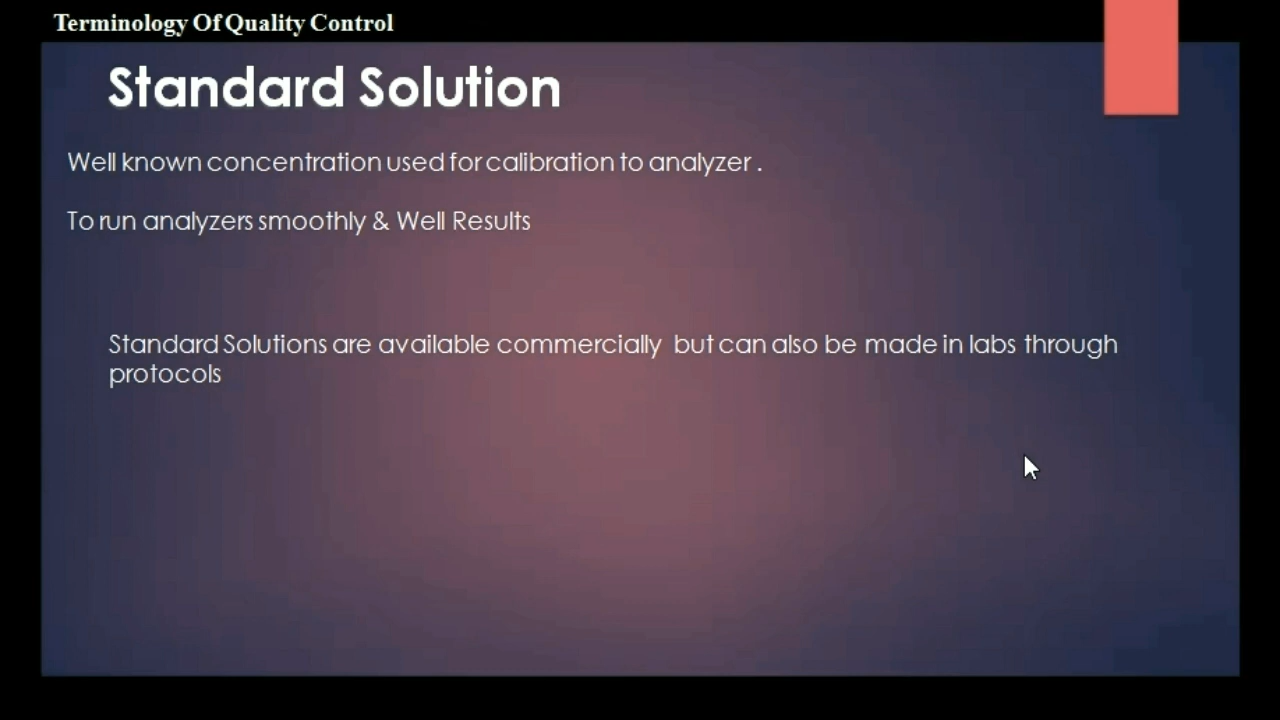 Terminology Of Quality Control
Standard Solution
Well known concentration used for calibration to analyzer .
To run analyzers smoothly & Well Results
Standard Solutions are available commercially but can also be made in labs through
protocols